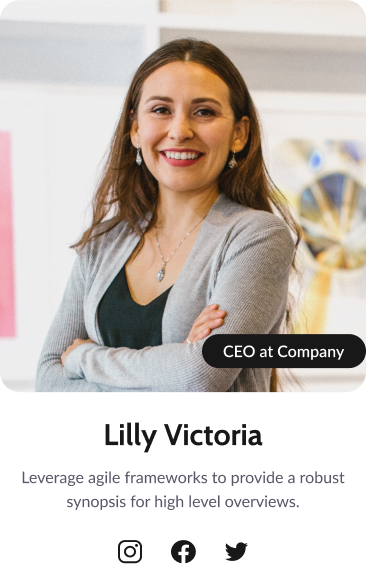 CEO at Company
Lilly Victoria
Leverage agile frameworks to provide a robust
synopsis for high level overviews.